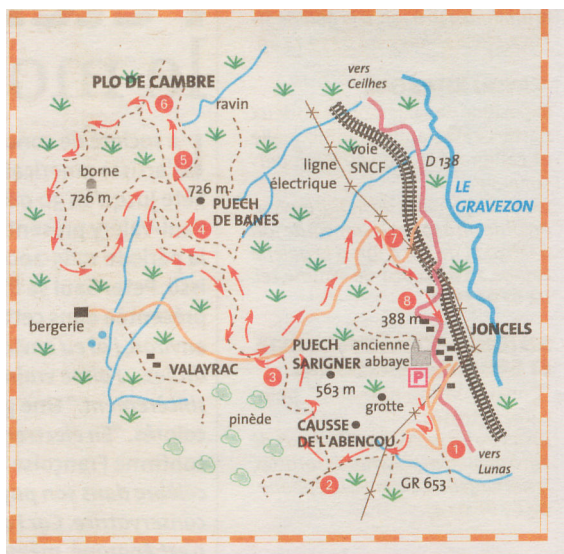 PLO DE CAMBRE
6
ravin
vers
Ceilhes
5
borne
726 m
726 m
PUECH
DE BANES
4
voie
SNCF
ligne
électrique
D 138
LE
GRAVEZON
7
8
388 m
JONCELS
ancienne
abbaye
P
bergerie
VALAYRAC
3
PUECH
SARIGNER
563 m
grotte
pinède
CAUSSE
DE L'ABENCOU
1
2
GR 653
vers
Lunas